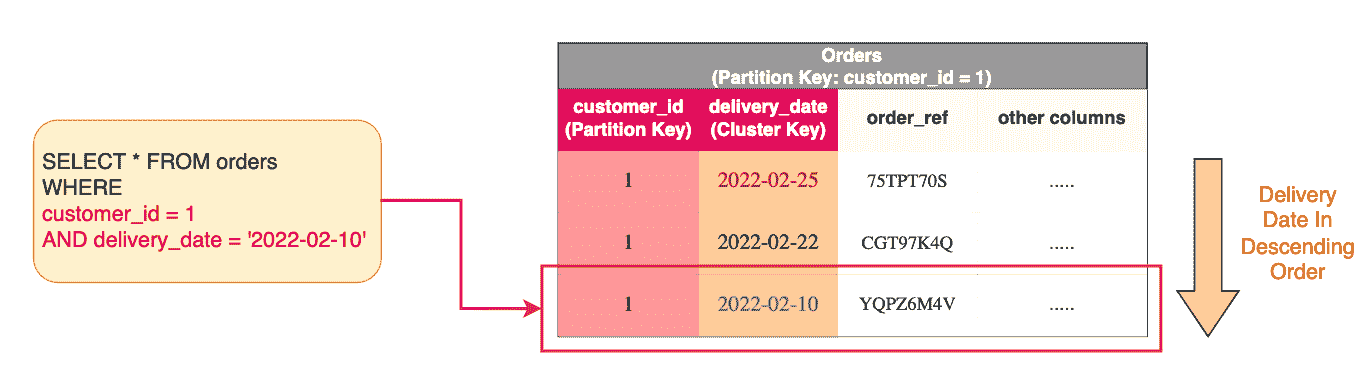 SELECT * FROM orders
WHERE
customer_id = 1
AND delivery_date = '2022-02-10'
Orders
(Partition Key: customer_id = 1)
customer_id
(Partition Key)
delivery_date
(Cluster Key)
order_ref
other columns
1
2022-02-25
75TPT70S
.....
1
2022-02-22
CGT97K4Q
.....
1
2022-02-10
YQPZ6M4V
.....
Delivery
Date In
Descending
Order